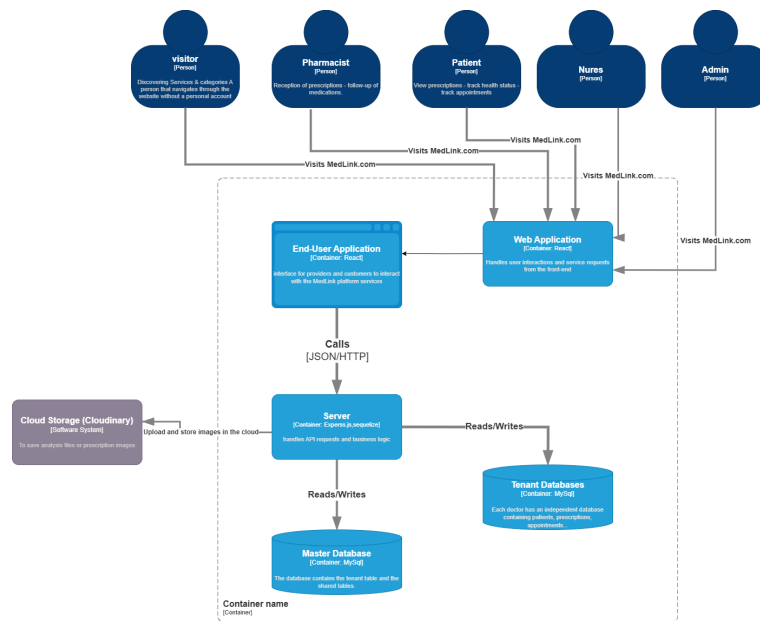 visitor
[Person]
Discovering Services & categories A
person that navigates through the
website without a personal account
Pharmacist
[Person]
Reception of prescriptions - follow-up of
medications.
Patient
[Person]
View prescriptions - track health status -
track appointments
Nures
[Person]
Admin
[Person]
Visits MedLink.com
Visits MedLink.com
Visits MedLink.com
Visits MedLink.com
Visits MedLink.com
End-User Application
[Container: React]
interface for providers and customers to interact
with the MedLink platform services
Web Application
[Container: React]
Handles user interactions and service requests
from the front-end
Calls
[JSON/HTTP]
Cloud Storage (Cloudinary)
[Software System]
To save analysis files or prescription images
Upload and store images in the cloud
Server
[Container: Experss.js,sequelize]
handles API requests and business logic
Reads/Writes
Reads/Writes
Tenant Databases
[Container: MySql]
Each doctor has an independent database
containing patients, prescriptions,
appointments...
Master Database
[Container: MySql]
The database contains the tenant table and the
shared tables.
Container name
[Container]